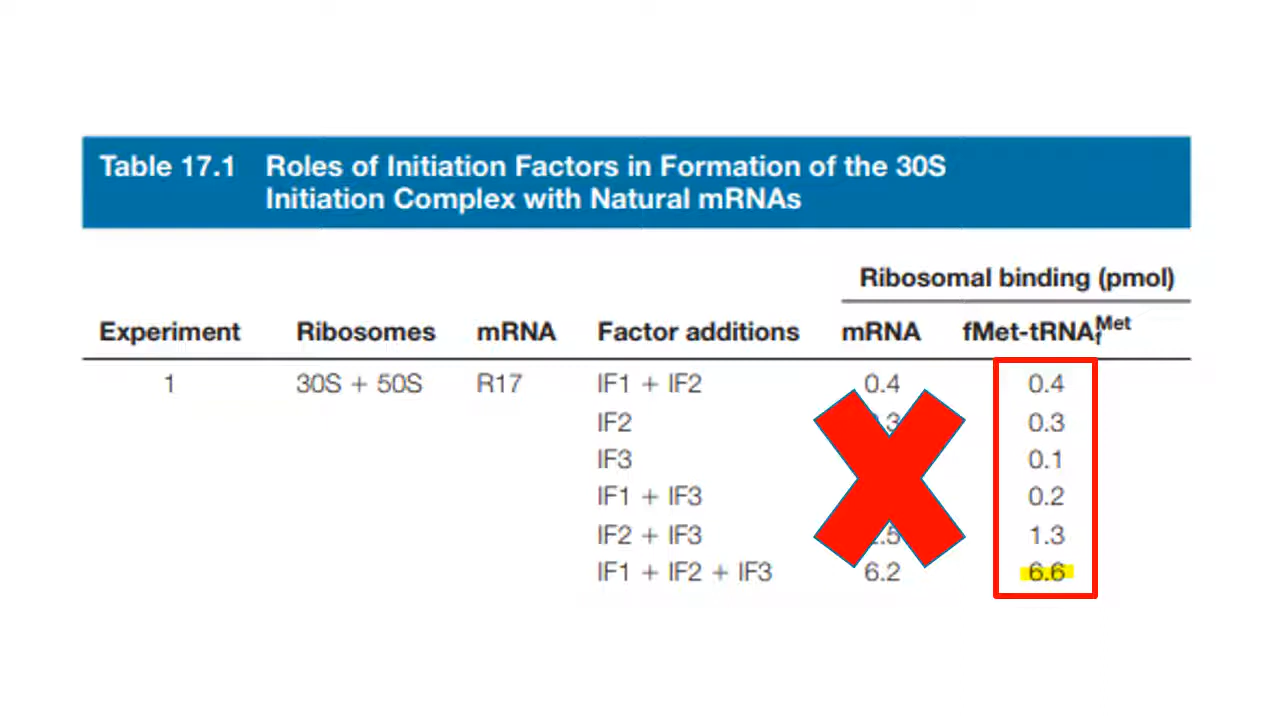 Table 17.1 Roles of Initiation Factors in Formation of the 30S
Initiation Complex with Natural mRNAs
Ribosomal binding (pmol)
Experiment Ribosomes mRNA Factor additions mRNA fMet-tRNAfMet
1 30S + 50S R17 IF1 + IF2 0.4 0.4
IF2 0.3
IF3 0.1
IF1 + IF3 0.2
IF2 + IF3 1.3
IF1 + IF2 + IF3 6.2 6.6